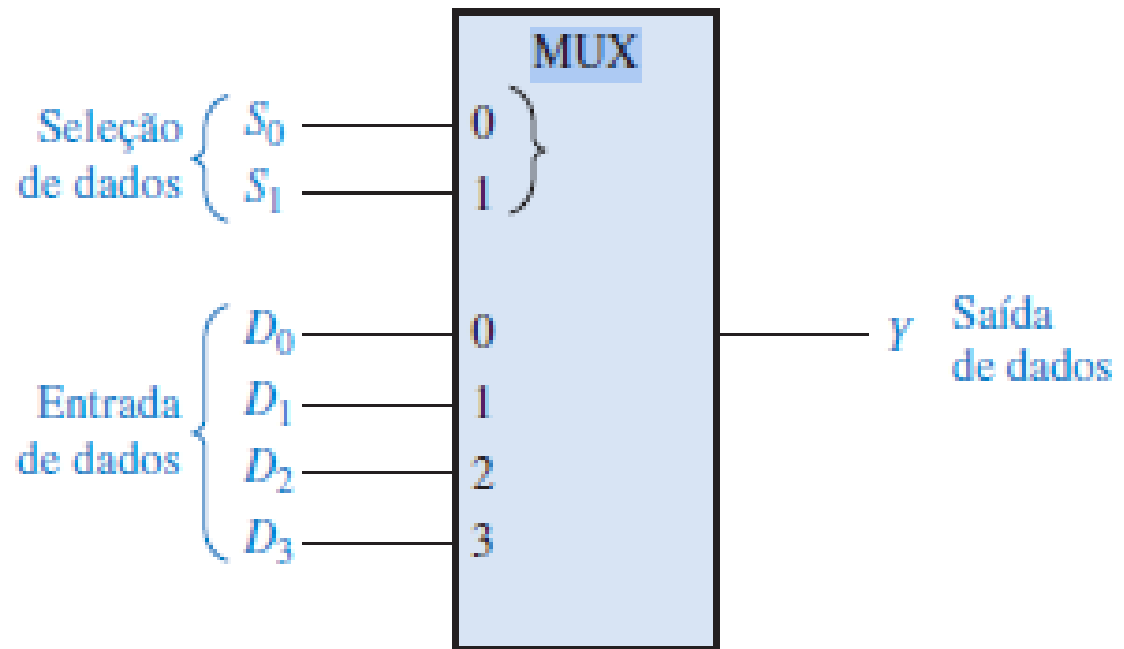 MUX
Seleção
de dados
S0
0
S1
1
Entrada
de dados
D0
0
D1
1
D2
2
D3
3
Y
Saída
de dados